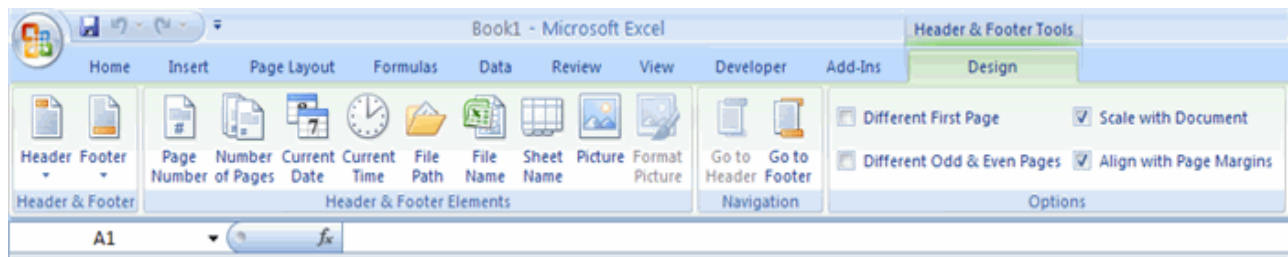 Book1 - Microsoft Excel
Header & Footer Tools
Home Insert Page Layout Formulas Data Review View Developer Add-Ins Design
Header Footer Page Number Number of Pages Current Date Current Time File Path File Name Sheet Name Picture Format Picture Go to Header Go to Footer
Different First Page Scale with Document
Different Odd & Even Pages Align with Page Margins
Header & Footer Header & Footer Elements Navigation Options
A1 fx